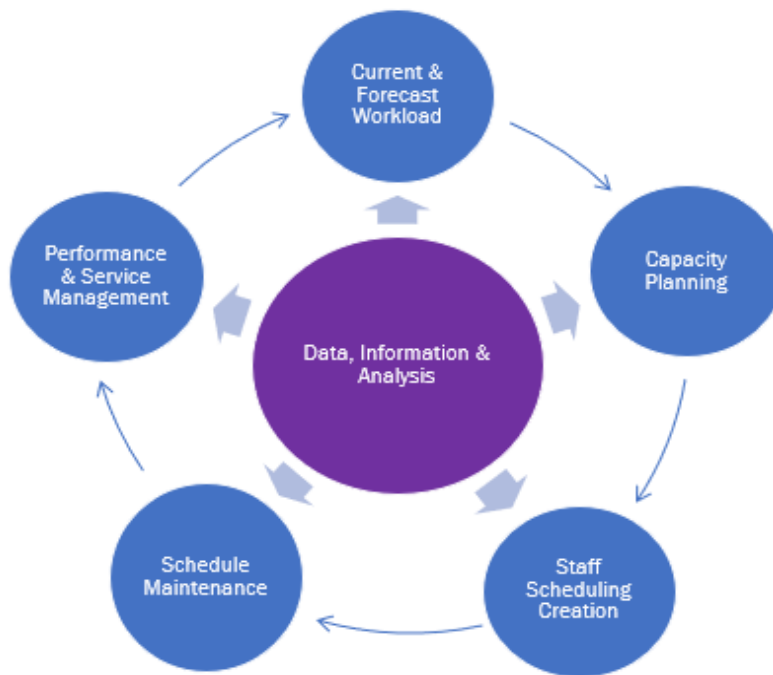 Current &
Forecast
Workload
Capacity
Planning
Performance
& Service
Management
Data, Information &
Analysis
Staff
Scheduling
Creation
Schedule
Maintenance